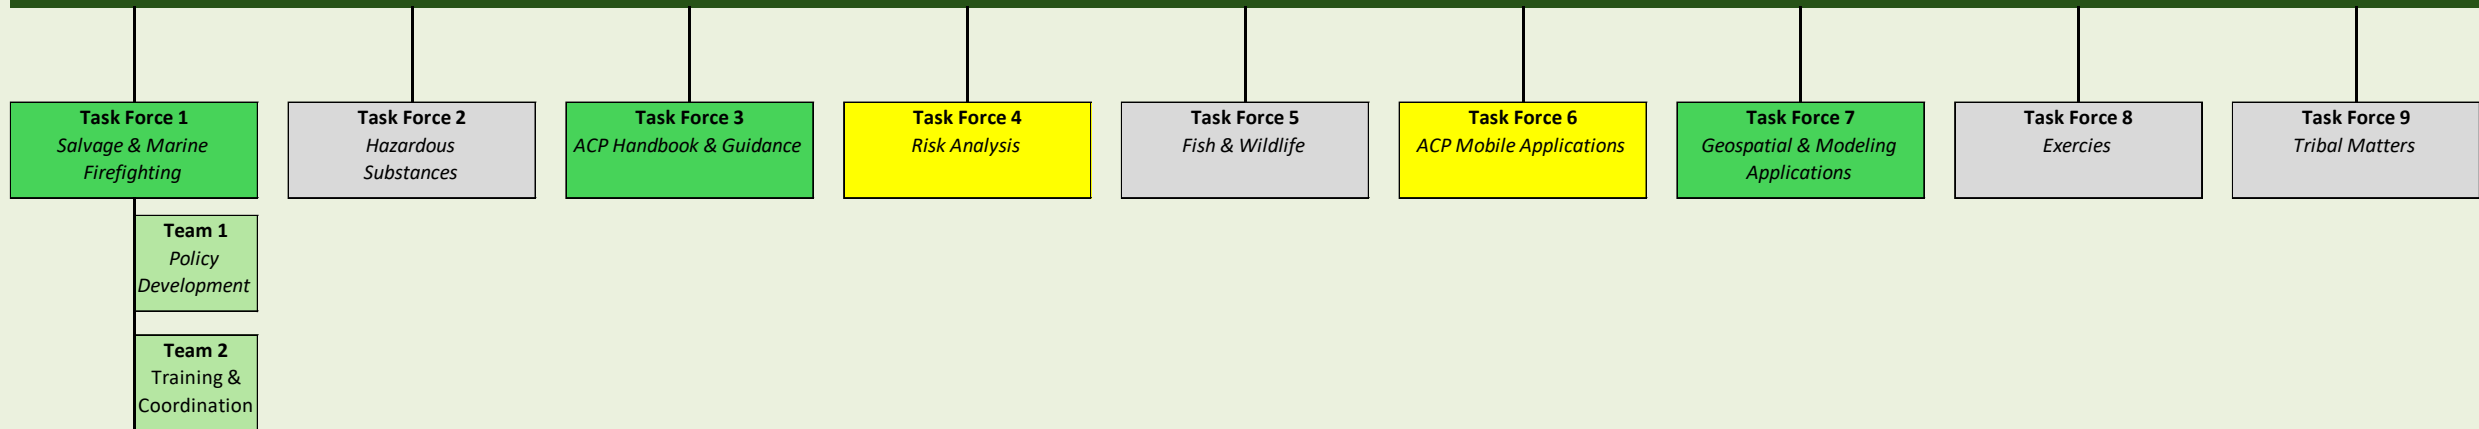 Task Force 1
Salvage & Marine
Firefighting
Task Force 2
Hazardous
Substances
Task Force 3
ACP Handbook & Guidance
Task Force 4
Risk Analysis
Task Force 5
Fish & Wildlife
Task Force 6
ACP Mobile Applications
Task Force 7
Geospatial & Modeling
Applications
Task Force 8
Exercies
Task Force 9
Tribal Matters
Team 1
Policy
Development
Team 2
Training &
Coordination